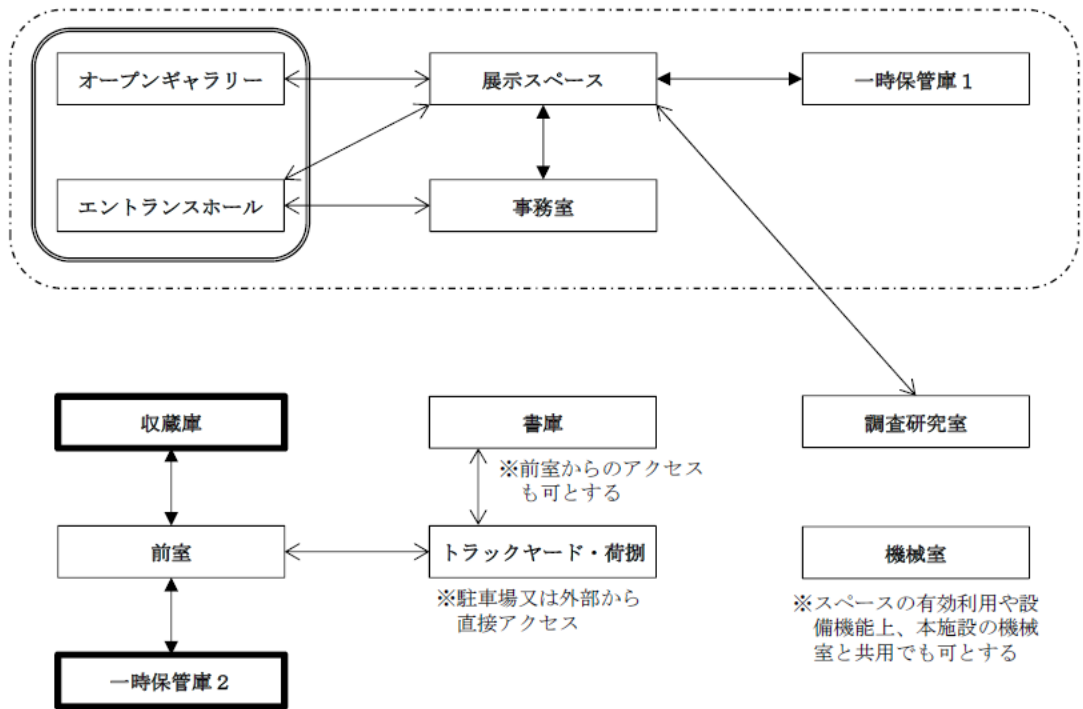 オープンギャラリー
展示スペース
一時保管庫1
エントランスホール
事務室
収蔵庫
書庫
調査研究室
※前室からのアクセス
も可とする
前室
トラックヤード・荷捌
機械室
※駐車場又は外部から
直接アクセス
※スペースの有効利用や設
備機能上、本施設の機械
室と共用でも可とする
一時保管庫2